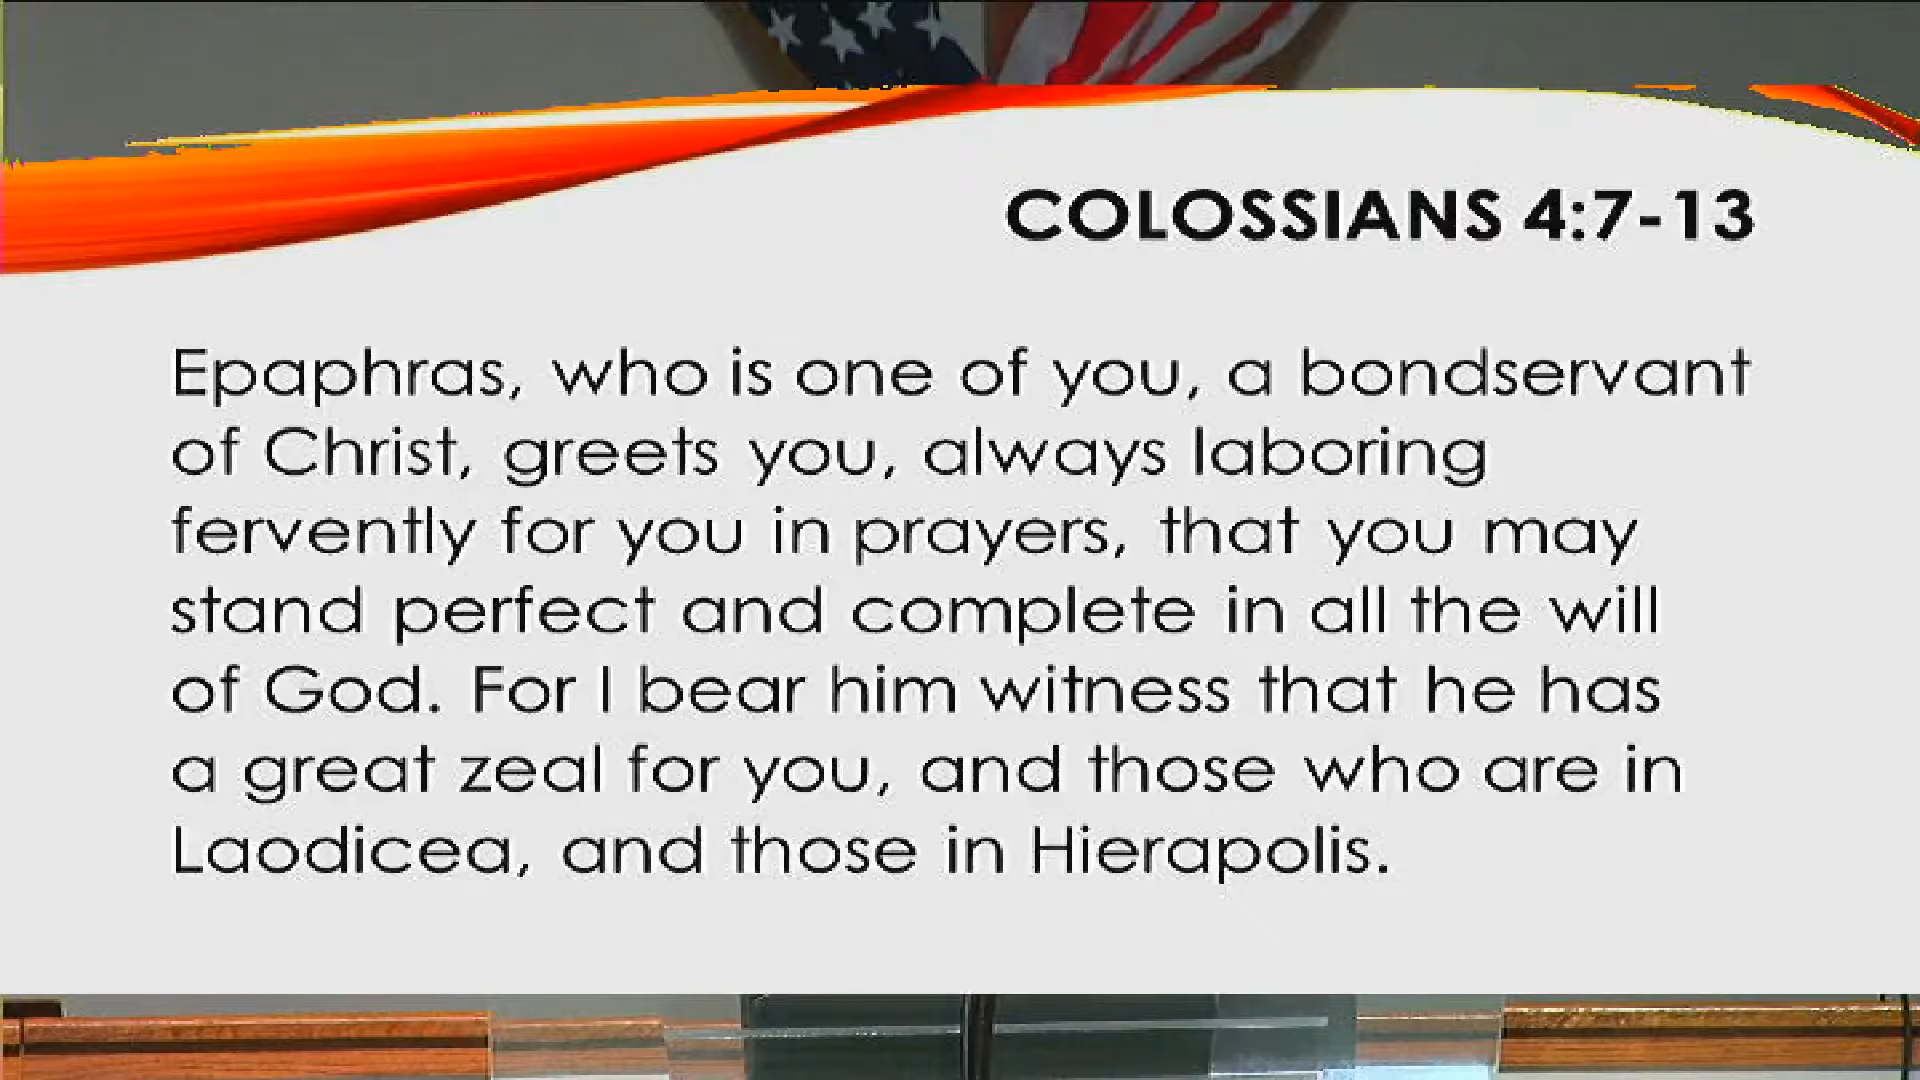 COLOSSIANS 4:7-13
Epaphras, who is one of you, a bondservant
of Christ, greets you, always laboring
fervently for you in prayers, that you may
stand perfect and complete in all the will
of God. For I bear him witness that he has
a great zeal for you, and those who are in
Laodicea, and those in Hierapolis.